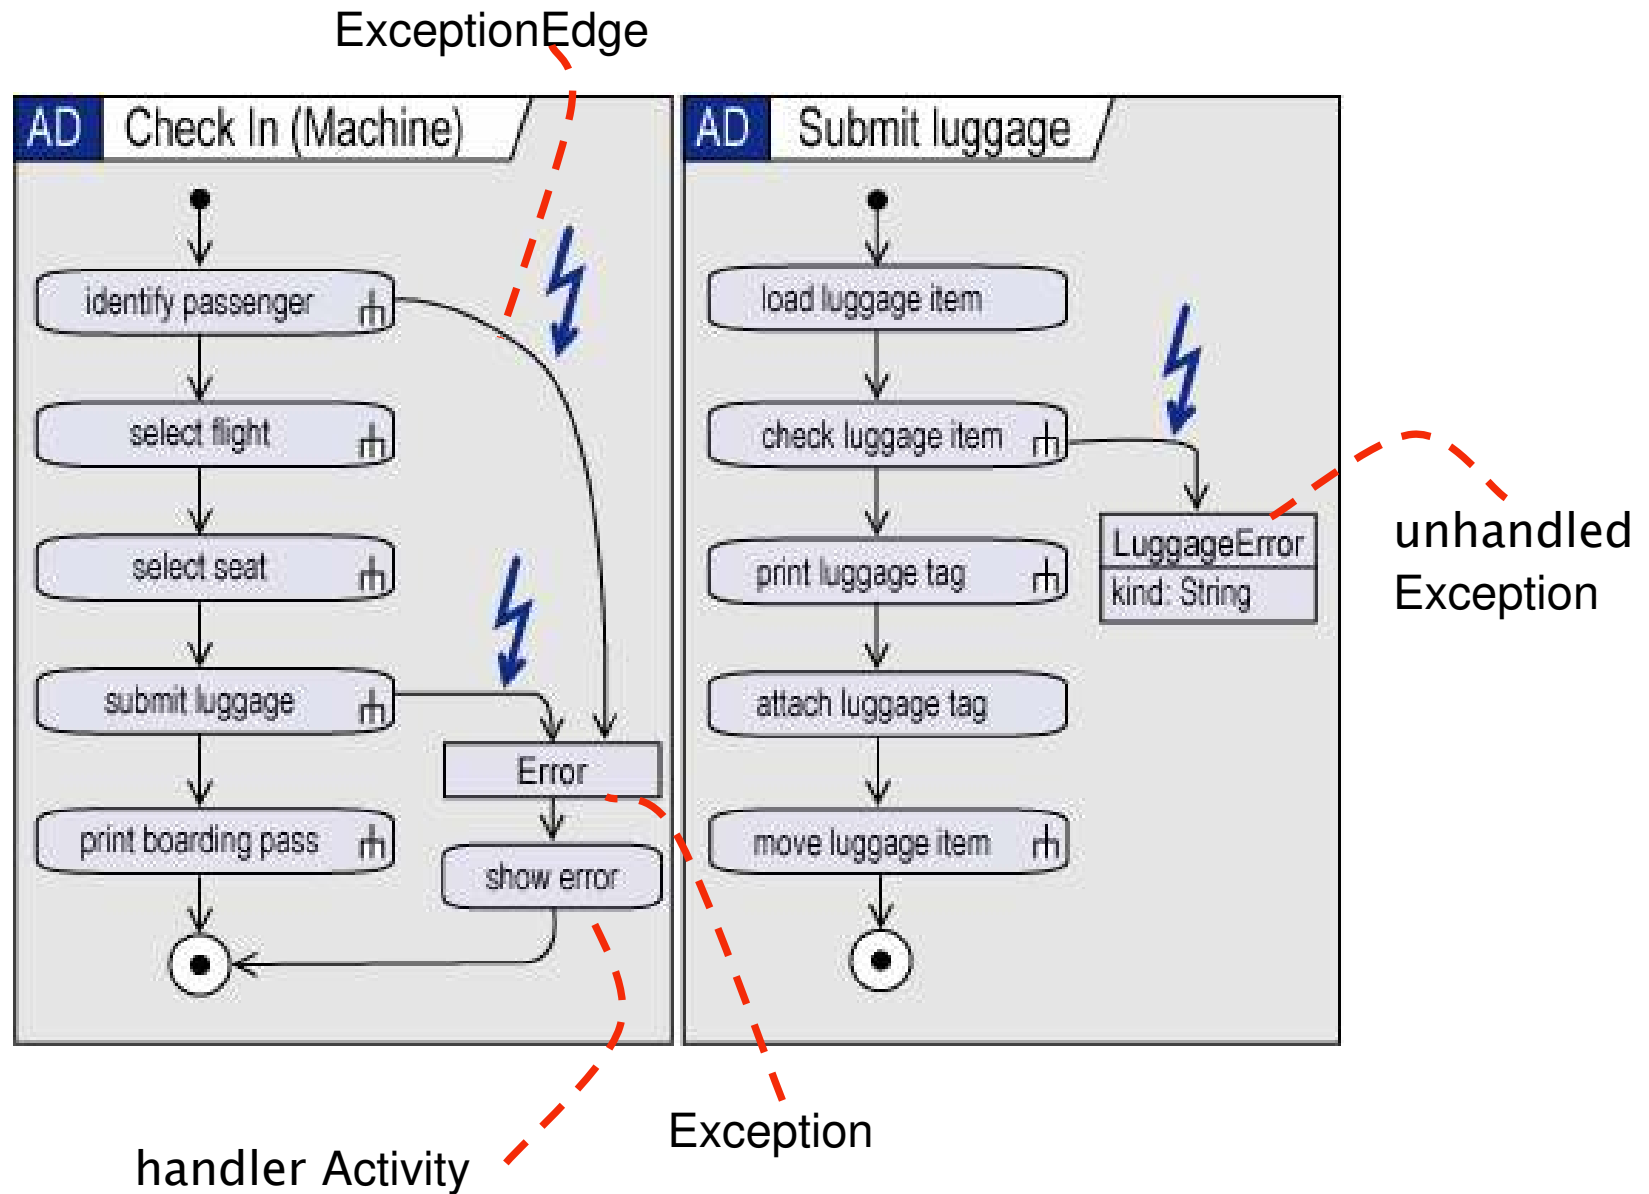 ExceptionEdge
AD Check In (Machine)
identify passenger
select flight
select seat
submit luggage
print boarding pass
Error
show error
AD Submit luggage
load luggage item
check luggage item
print luggage tag
attach luggage tag
move luggage item
LuggageError
kind: String
unhandled
Exception
Exception
handler Activity